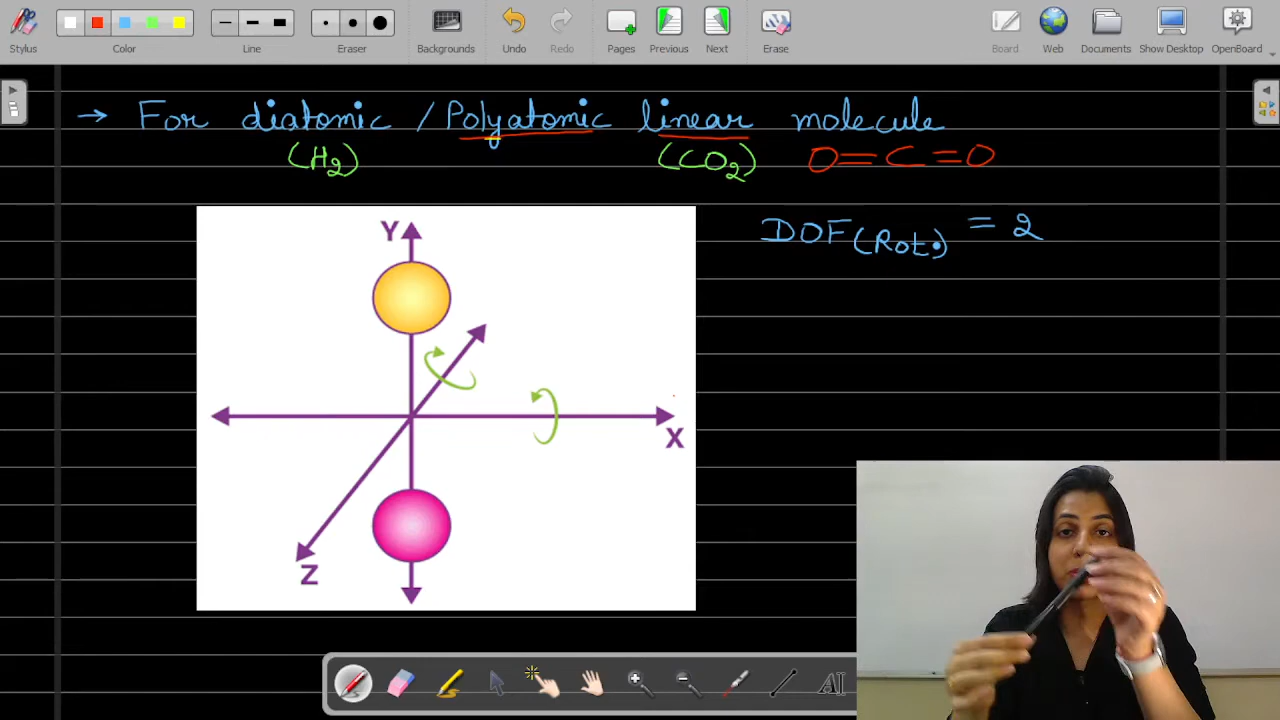 Stylus Color Line Eraser Backgrounds Undo Redo Pages Previous Next Erase Board Web Documents Show Desktop OpenBoard
→ For diatomic / Polyatomic linear molecule
(H₂) (CO₂) O=C=O
DOF(Rot.) = 2
Y
X
Z
AI